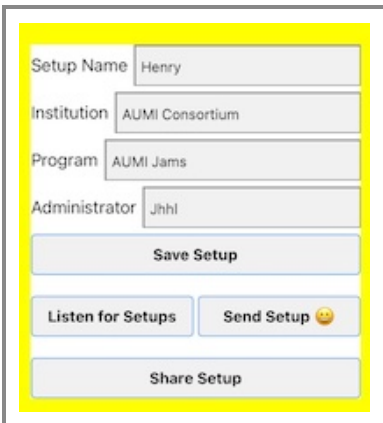 Setup Name Henry
Institution AUMI Consortium
Program AUMI Jams
Administrator Jhhl
Save Setup
Listen for Setups Send Setup 😀
Share Setup